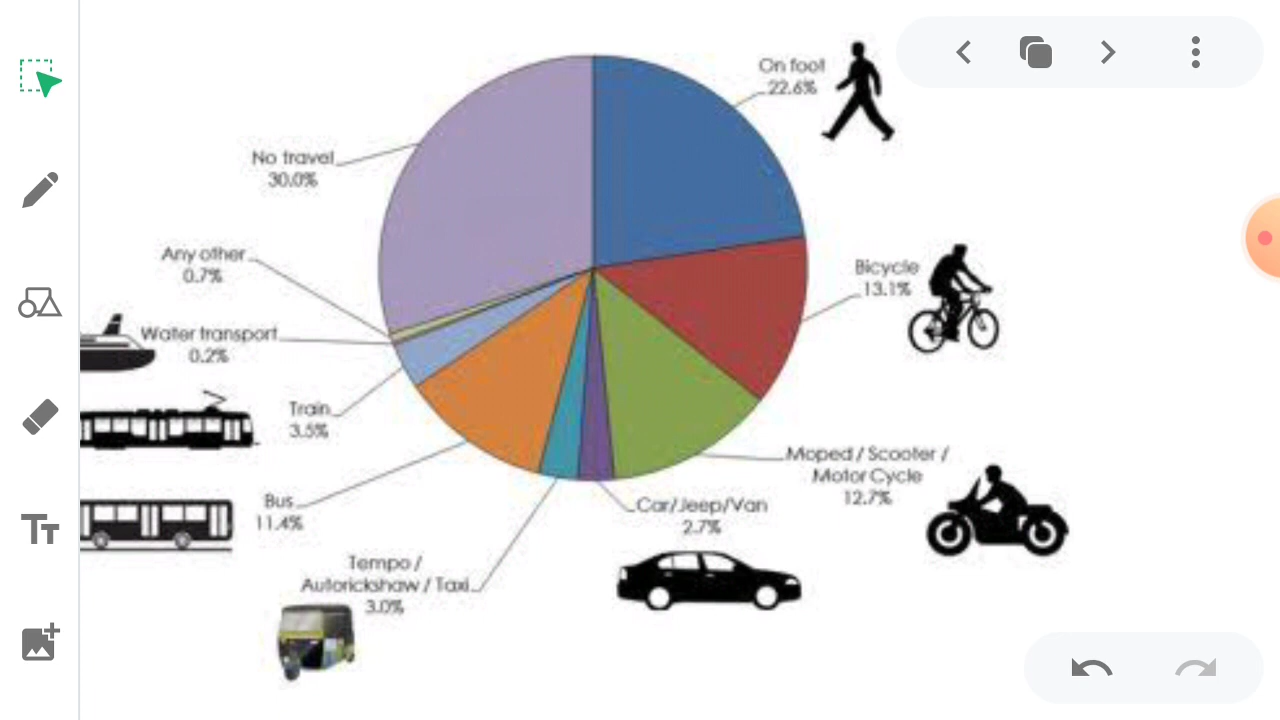 On foot
22.6%
No travel
30.0%
Any other
0.7%
Bicycle
13.1%
Water transport
0.2%
Train
3.5%
Moped / Scooter /
Motor Cycle
12.7%
Bus
11.4%
Car/Jeep/Van
2.7%
Tempo /
Autorickshaw / Taxi
3.0%
TT